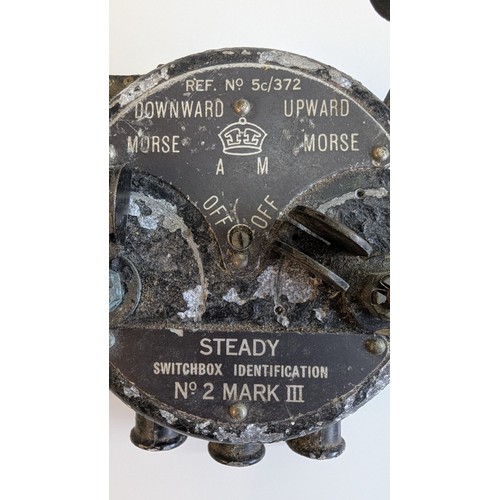 REF. Nº 5c/372
DOWNWARD UPWARD
MORSE MORSE
A M
OFF OFF
STEADY
SWITCHBOX IDENTIFICATION
Nº 2 MARK III